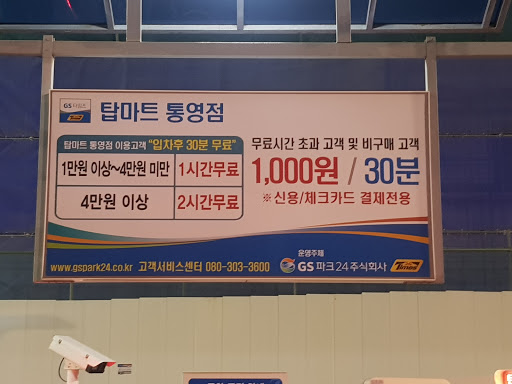 GS 타임즈
탑마트 통영점
탑마트 통영점 이용고객 "입차후 30분 무료"
1만원 이상~4만원 미만 1시간무료
4만원 이상 2시간무료
무료시간 초과 고객 및 비구매 고객
1,000원 / 30분
※ 신용/체크카드 결제전용
운영주체
www.gspark24.co.kr 고객서비스센터 080-303-3600 GS 파크24주식회사 Times